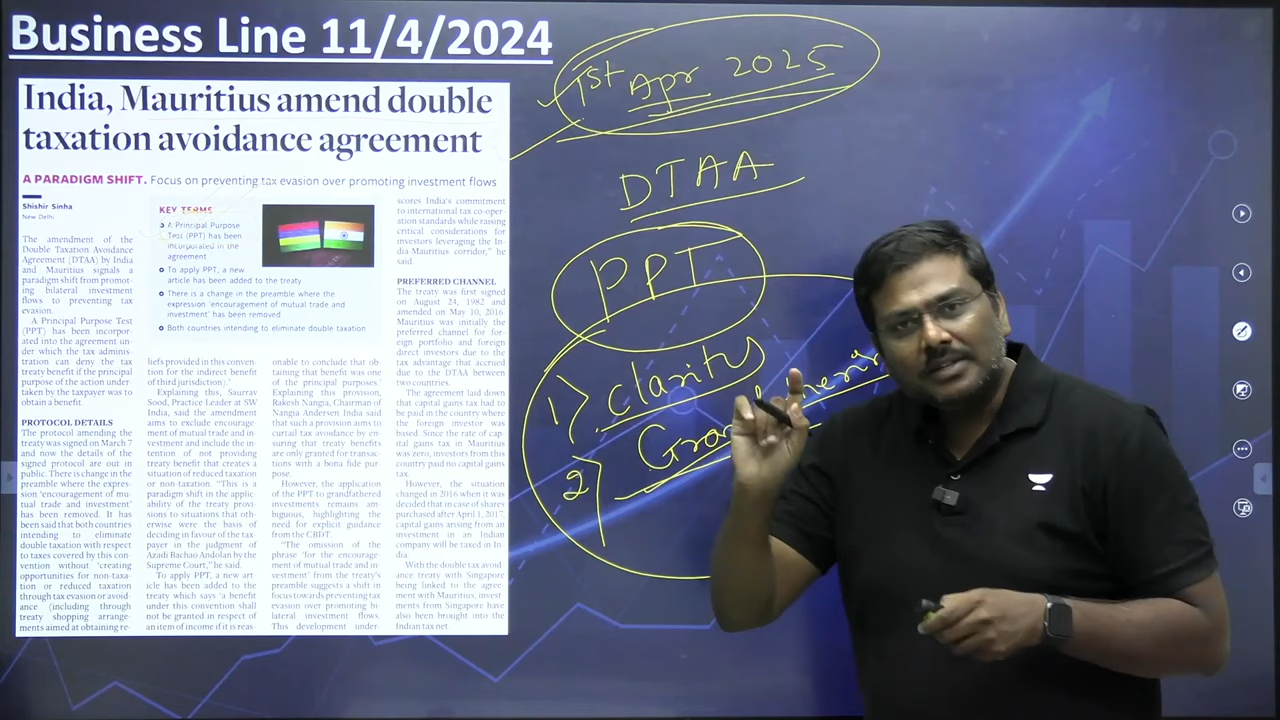 Business Line 11/4/2024
India, Mauritius amend double
taxation avoidance agreement
A PARADIGM SHIFT. Focus on preventing tax evasion over promoting investment flows
Shishir Sinha
New Delhi
The amendment of the
Double Taxation Avoidance
Agreement (DTAA) by India
and Mauritius signals a
paradigm shift from promot-
ing bilateral investment
flows to preventing tax
evasion.
A Principal Purpose Test
(PPT) has been incorpor-
ated into the agreement un-
der which the tax adminis-
tration can deny the tax
treaty benefit if the principal
purpose of the action under-
taken by the taxpayer was to
obtain a benefit.
PROTOCOL DETAILS
The protocol amending the
treaty was signed on March 7
and now the details of the
signed protocol are out in
public. There is change in the
preamble where the expres-
sion 'encouragement of mu-
tual trade and investment'
has been removed. It has
been said that both countries
intending to eliminate
double taxation with respect
to taxes covered by this con-
vention without 'creating
opportunities for non-taxa-
tion or reduced taxation
through tax evasion or avoid-
ance (including through
treaty shopping arrange-
ments aimed at obtaining re-
KEY TERMS
A Principal Purpose
Test (PPT) has been
incorporated in the
agreement
To apply PPT, a new
article has been added to the treaty
There is a change in the preamble where the
expression 'encouragement of mutual trade and
investment' has been removed
Both countries intending to eliminate double taxation
liefs provided in this conven-
tion for the indirect benefit
of third jurisdiction).'
Explaining this, Saurav
Sood, Practice Leader at SW
India, said the amendment
aims to exclude encourage-
ment of mutual trade and in-
vestment and include the in-
tention of not providing
treaty benefit that creates a
situation of reduced taxation
or non-taxation. "This is a
paradigm shift in the applic-
ability of the treaty provi-
sions to situations that oth-
erwise were the basis of
deciding in favour of the tax
payer in the judgment of
Azadi Bachao Andolan by the
Supreme Court," he said.
To apply PPT, a new art-
icle has been added to the
treaty which says 'a benefit
under this convention shall
not be granted in respect of
an item of income if it is reas-
onable to conclude that ob-
taining that benefit was one
of the principal purposes.'
Explaining this provision,
Rakesh Nangia, Chairman of
Nangia Andersen India said
that such a provision aims to
curtail tax avoidance by en-
suring that treaty benefits
are only granted for transac-
tions with a bona fide pur-
pose.
However, the application
of the PPT to grandfathered
investments remains am-
biguous, highlighting the
need for explicit guidance
from the CBDT.
"The omission of the
phrase 'for the encourage-
ment of mutual trade and in-
vestment' from the treaty's
preamble suggests a shift in
focus towards preventing tax
evasion over promoting bi-
lateral investment flows.
This development under-
scores India's commitment
to international tax co-oper-
ation standards while raising
critical considerations for
investors leveraging the In-
dia Mauritius corridor," he
said.
PREFERRED CHANNEL
The treaty was first signed
on August 24, 1982 and
amended on May 10, 2016.
Mauritius was initially the
preferred channel for for-
eign portfolio and foreign
direct investors due to the
tax advantage that accrued
due to the DTAA between
two countries.
The agreement laid down
that capital gains tax had to
be paid in the country where
the foreign investor was
based. Since the rate of cap-
ital gains tax in Mauritius
was zero, investors from this
country paid no capital gains
tax.
However, the situation
changed in 2016 when it was
decided that in case of shares
purchased after April 1, 2017,
capital gains arising from an
investment in an Indian
company will be taxed in In-
dia.
With the double tax avoid
ance treaty with Singapore
being linked to the agree-
ment with Mauritius, invest
ments from Singapore have
also been brought into the
Indian tax net
1st Apr 2025
DTAA
PPT
1) clarity
2)